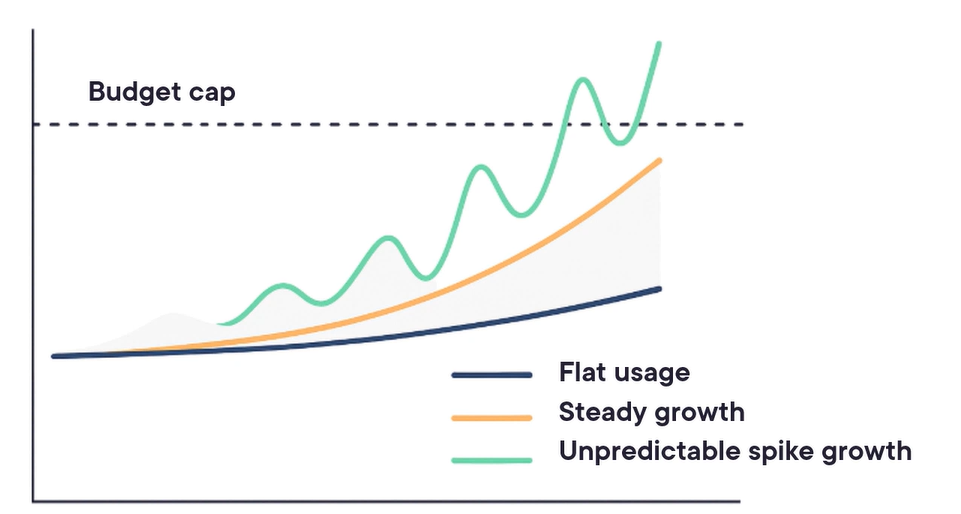 Budget cap
Flat usage
Steady growth
Unpredictable spike growth